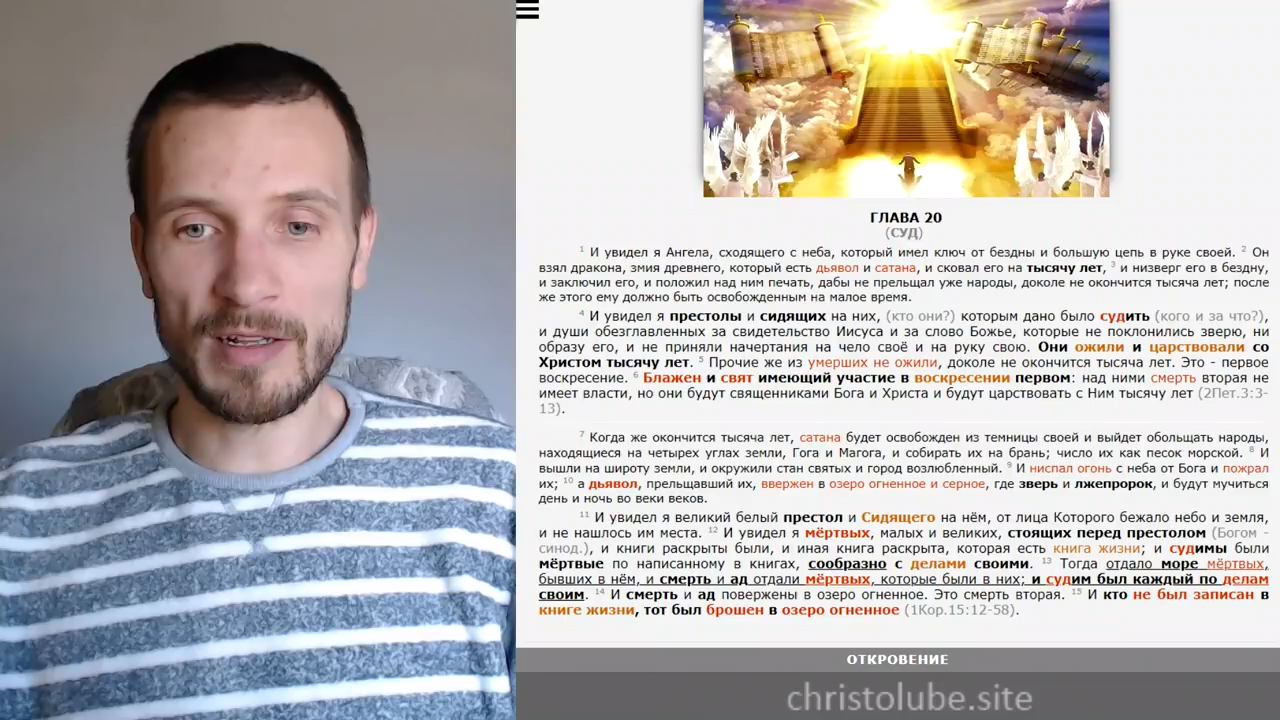 ГЛАВА 20
(СУД)
1 И увидел я Ангела, сходящего с неба, который имел ключ от бездны и большую цепь в руке своей. 2 Он
взял дракона, змия древнего, который есть дьявол и сатана, и сковал его на тысячу лет, 3 и низверг его в бездну,
и заключил его, и положил над ним печать, дабы не прельщал уже народы, доколе не окончится тысяча лет; после
же этого ему должно быть освобожденным на малое время.
4 И увидел я престолы и сидящих на них, (кто они?) которым дано было судить (кого и за что?),
и души обезглавленных за свидетельство Иисуса и за слово Божье, которые не поклонились зверю, ни
образу его, и не приняли начертания на чело своё и на руку свою. Они ожили и царствовали со
Христом тысячу лет. 5 Прочие же из умерших не ожили, доколе не окончится тысяча лет. Это - первое
воскресение. 6 Блажен и свят имеющий участие в воскресении первом: над ними смерть вторая не
имеет власти, но они будут священниками Бога и Христа и будут царствовать с Ним тысячу лет (2Пет.3:3-
13).
7 Когда же окончится тысяча лет, сатана будет освобожден из темницы своей и выйдет обольщать народы,
находящиеся на четырех углах земли, Гога и Магога, и собирать их на брань; число их как песок морской. 8 И
вышли на широту земли, и окружили стан святых и город возлюбленный. 9 И ниспал огонь с неба от Бога и пожрал
их; 10 а дьявол, прельщавший их, ввержен в озеро огненное и серное, где зверь и лжепророк, и будут мучиться
день и ночь во веки веков.
11 И увидел я великий белый престол и Сидящего на нём, от лица Которого бежало небо и земля,
и не нашлось им места. 12 И увидел я мёртвых, малых и великих, стоящих перед престолом (Богом -
синод.), и книги раскрыты были, и иная книга раскрыта, которая есть книга жизни; и судимы были
мёртвые по написанному в книгах, сообразно с делами своими. 13 Тогда отдало море мёртвых,
бывших в нём, и смерть и ад отдали мёртвых, которые были в них; и судим был каждый по делам
своим. 14 И смерть и ад повержены в озеро огненное. Это смерть вторая. 15 И кто не был записан в
книге жизни, тот был брошен в озеро огненное (1Кор.15:12-58).
ОТКРОВЕНИЕ
christolube.site